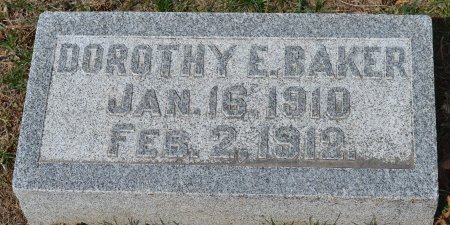 DOROTHY E. BAKER
JAN. 16, 1910
FEB. 2, 1912.